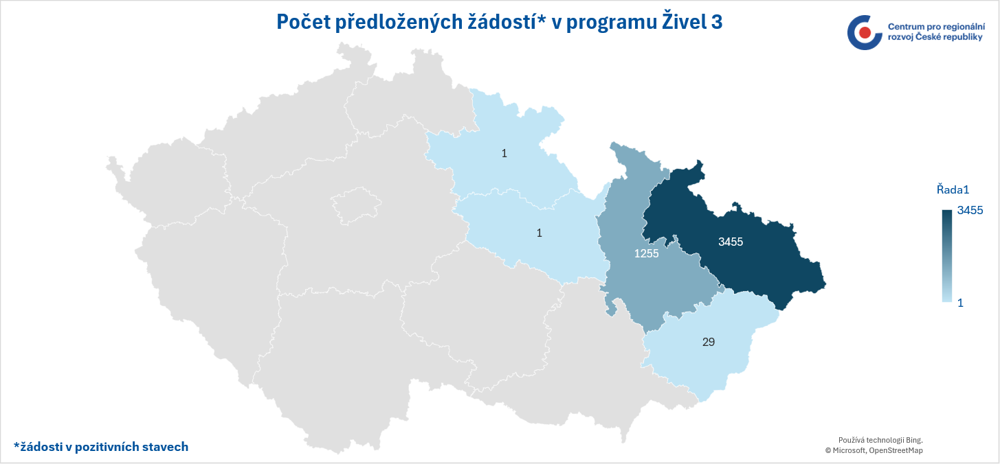 Počet předložených žádostí* v programu Živel 3
Centrum pro regionální
rozvoj České republiky
1
Řada1
3455
1
3455
1255
1
29
*žádosti v pozitivních stavech
Používá technologii Bing.
© Microsoft, OpenStreetMap